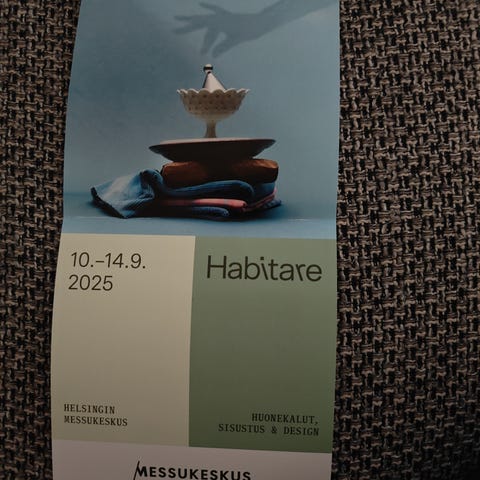 10.–14.9.
2025
Habitare
HELSINGIN
MESSUKESKUS
HUONEKALUT,
SISUSTUS & DESIGN
MESSUKESKUS